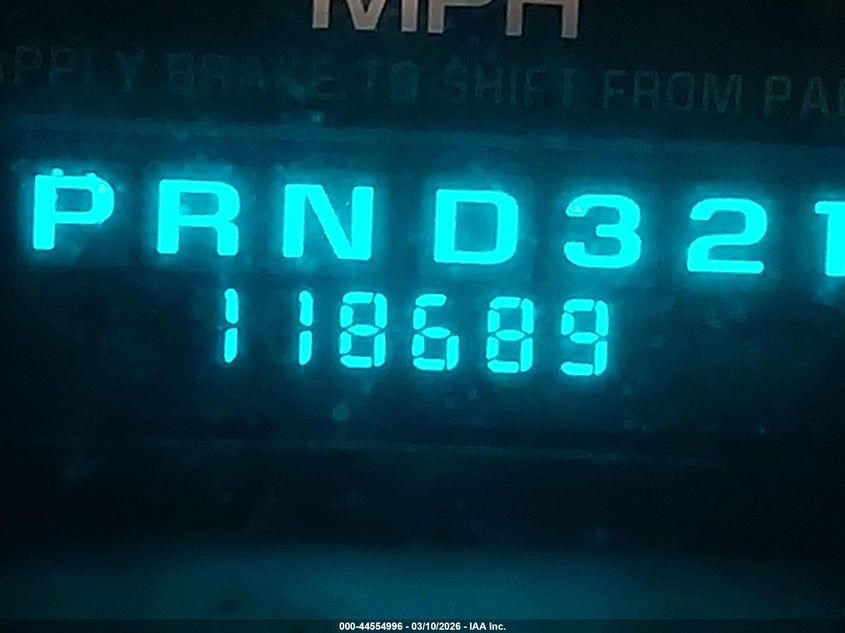 MPH
APPLY BRAKE TO SHIFT FROM PA
PRND321
118689
000-44554996 - 03/10/2026 - IAA Inc.